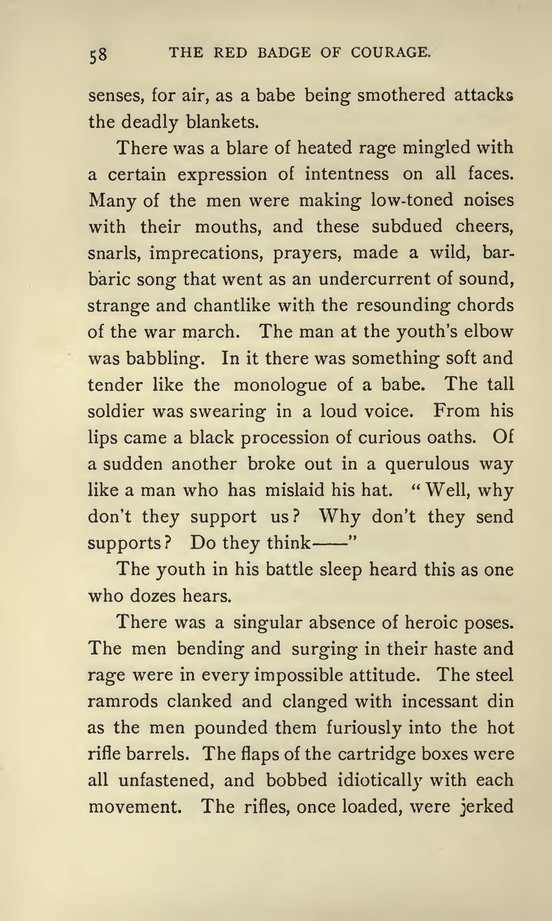 58 THE RED BADGE OF COURAGE.
senses, for air, as a babe being smothered attacks
the deadly blankets.
There was a blare of heated rage mingled with
a certain expression of intentness on all faces.
Many of the men were making low-toned noises
with their mouths, and these subdued cheers,
snarls, imprecations, prayers, made a wild, bar-
baric song that went as an undercurrent of sound,
strange and chantlike with the resounding chords
of the war march. The man at the youth's elbow
was babbling. In it there was something soft and
tender like the monologue of a babe. The tall
soldier was swearing in a loud voice. From his
lips came a black procession of curious oaths. Of
a sudden another broke out in a querulous way
like a man who has mislaid his hat. “Well, why
don't they support us? Why don't they send
supports? Do they think——”
The youth in his battle sleep heard this as one
who dozes hears.
There was a singular absence of heroic poses.
The men bending and surging in their haste and
rage were in every impossible attitude. The steel
ramrods clanked and clanged with incessant din
as the men pounded them furiously into the hot
rifle barrels. The flaps of the cartridge boxes were
all unfastened, and bobbed idiotically with each
movement. The rifles, once loaded, were jerked